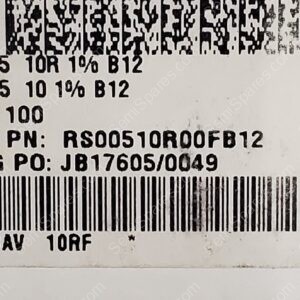 5 10R 1% B12
5 10 1% B12
100
PN: RS00510R00FB12
G PO: JB17605/0049
AV 10RF *